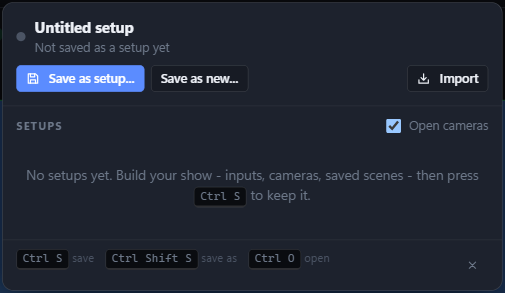 Untitled setup
Not saved as a setup yet
Save as setup... Save as new... Import
SETUPS Open cameras
No setups yet. Build your show - inputs, cameras, saved scenes - then press
Ctrl S to keep it.
Ctrl S save Ctrl Shift S save as Ctrl O open